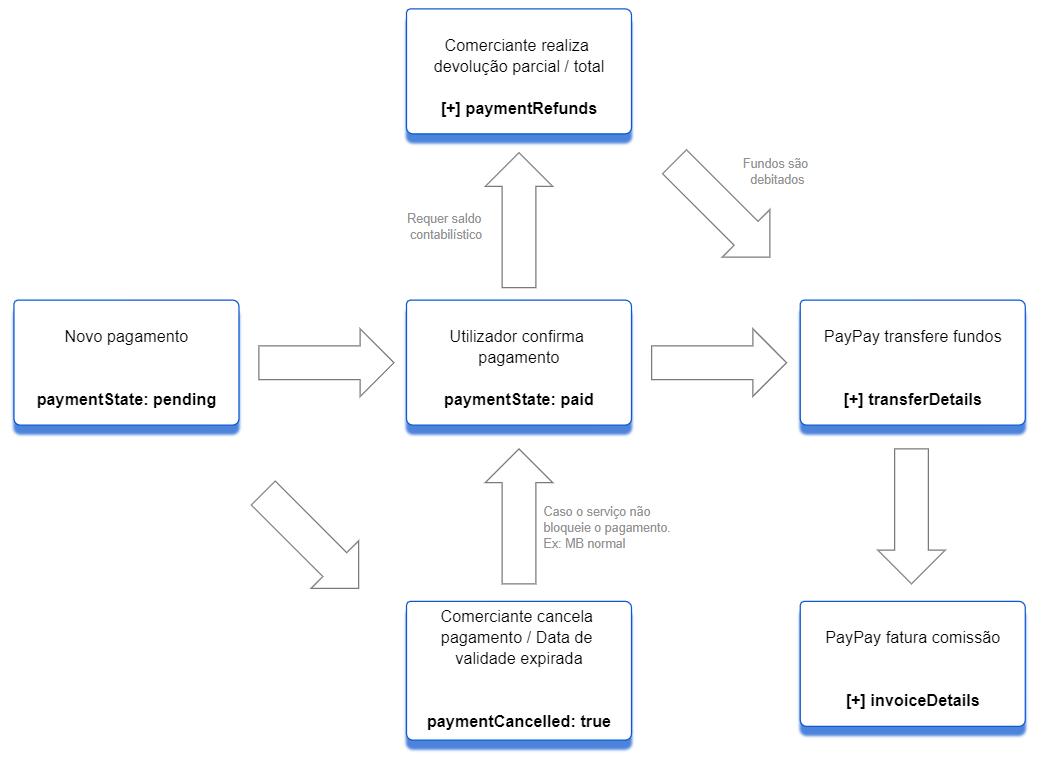 Comerciante realiza
devolução parcial / total
[+] paymentRefunds
Fundos são
debitados
Requer saldo
contabilístico
Novo pagamento
paymentState: pending
Utilizador confirma
pagamento
paymentState: paid
PayPay transfere fundos
[+] transferDetails
Caso o serviço não
bloqueie o pagamento.
Ex: MB normal
Comerciante cancela
pagamento / Data de
validade expirada
paymentCancelled: true
PayPay fatura comissão
[+] invoiceDetails